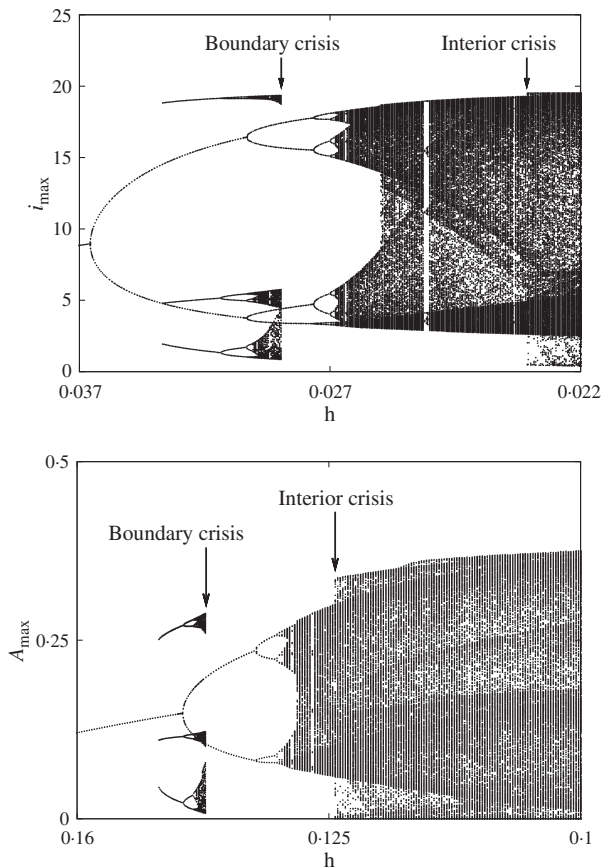 Boundary crisis
Interior crisis
25
20
15
10
5
0
i_max
0·037
0·027
0·022
h
0·5
Interior crisis
Boundary crisis
0·25
0
A_max
0·16
0·125
0·1
h